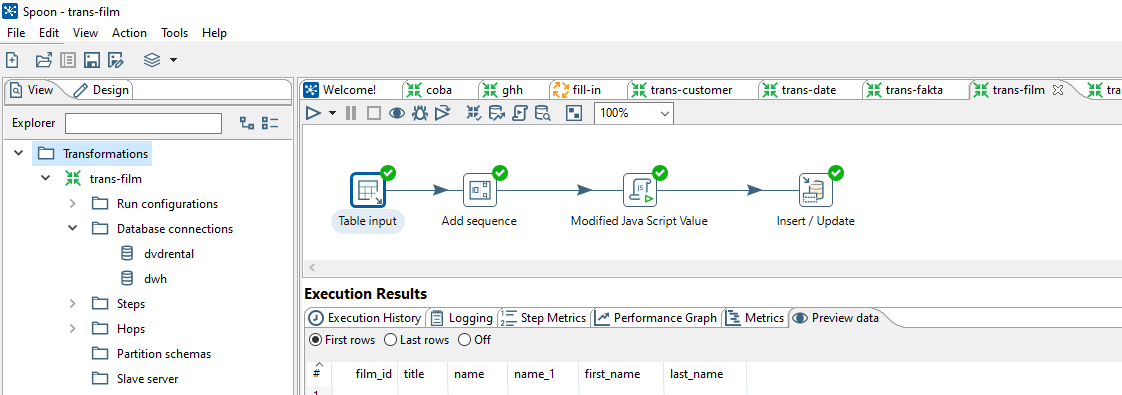 Spoon - trans-film
File Edit View Action Tools Help
View Design
Explorer
Transformations
trans-film
Run configurations
Database connections
dvdrental
dwh
Steps
Hops
Partition schemas
Slave server
Welcome! coba ghh fill-in trans-customer trans-date trans-fakta trans-film tra
100%
Table input Add sequence Modified Java Script Value Insert / Update
Execution Results
Execution History Logging Step Metrics Performance Graph Metrics Preview data
First rows Last rows Off
# film_id title name name_1 first_name last_name
1